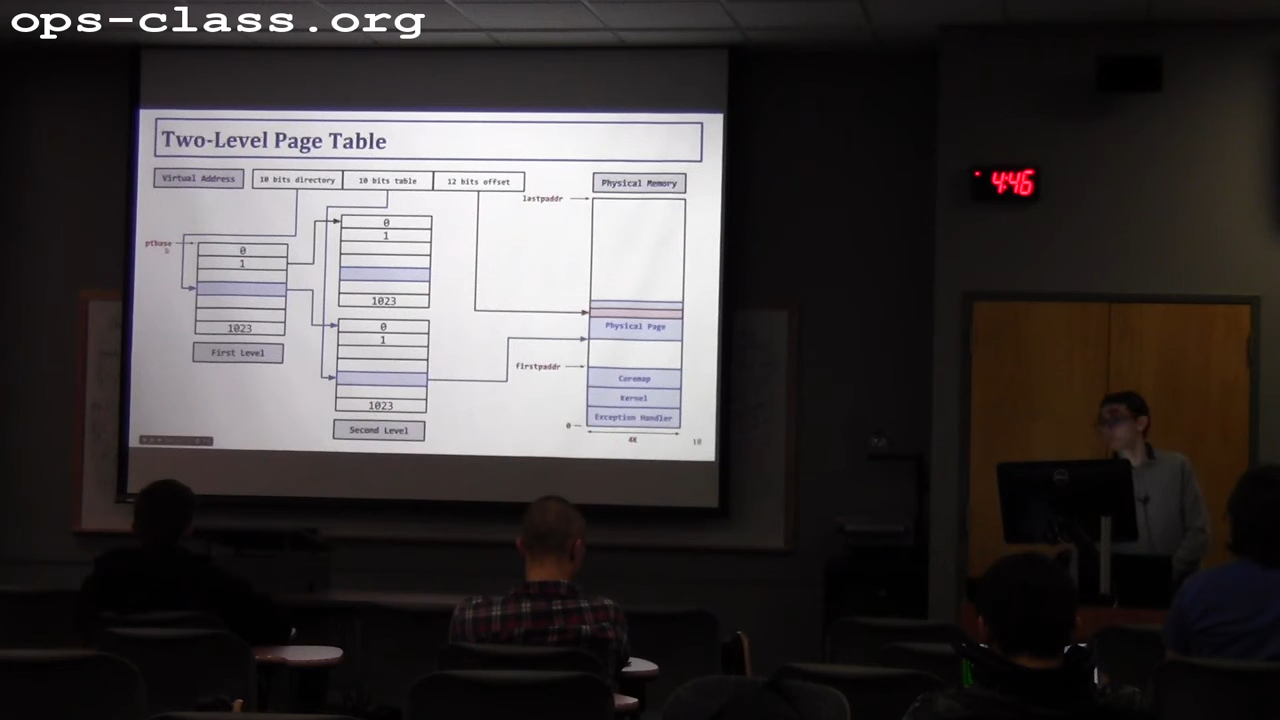 ops-class.org
Two-Level Page Table
Virtual Address
10 bits directory
10 bits table
12 bits offset
Physical Memory
lastpaddr
ptbase
0
1
1023
First Level
0
1
1023
0
1
1023
Second Level
Physical Page
firstpaddr
Coremap
Kernel
Exception Handler
0
4K
18
4:46